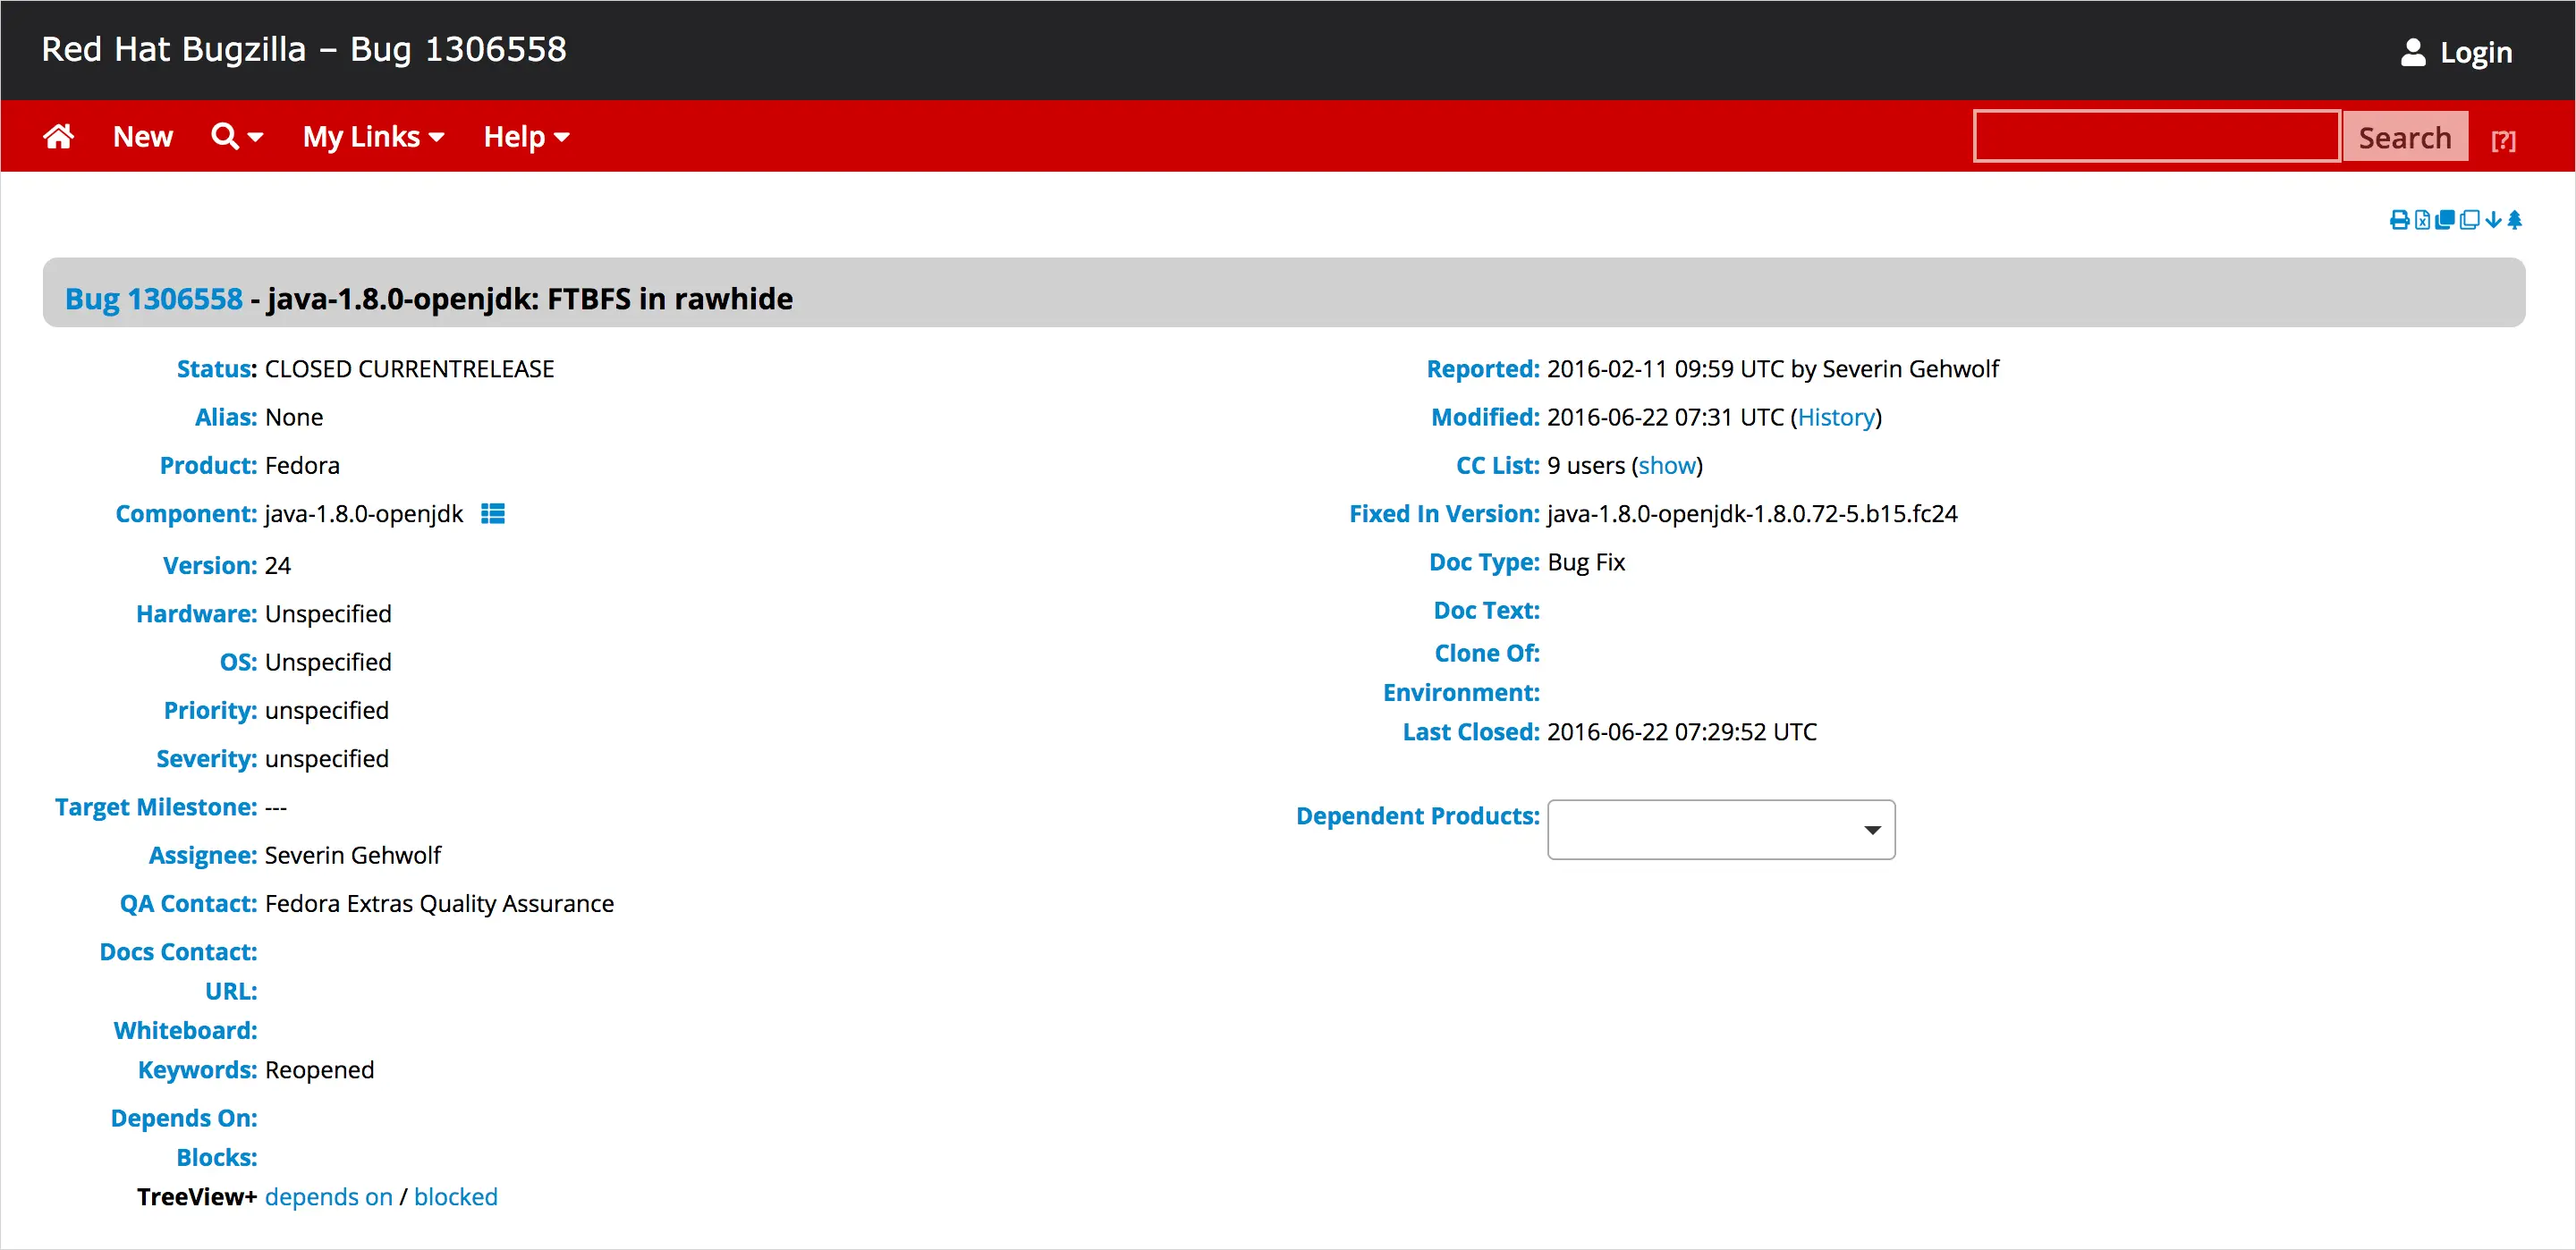 Red Hat Bugzilla – Bug 1306558
Login
New
My Links
Help
Search
[?]
Bug 1306558 - java-1.8.0-openjdk: FTBFS in rawhide
Status: CLOSED CURRENTRELEASE
Alias: None
Product: Fedora
Component: java-1.8.0-openjdk
Version: 24
Hardware: Unspecified
OS: Unspecified
Priority: unspecified
Severity: unspecified
Target Milestone: ---
Assignee: Severin Gehwolf
QA Contact: Fedora Extras Quality Assurance
Docs Contact:
URL:
Whiteboard:
Keywords: Reopened
Depends On:
Blocks:
TreeView+ depends on / blocked
Reported: 2016-02-11 09:59 UTC by Severin Gehwolf
Modified: 2016-06-22 07:31 UTC (History)
CC List: 9 users (show)
Fixed In Version: java-1.8.0-openjdk-1.8.0.72-5.b15.fc24
Doc Type: Bug Fix
Doc Text:
Clone Of:
Environment:
Last Closed: 2016-06-22 07:29:52 UTC
Dependent Products: